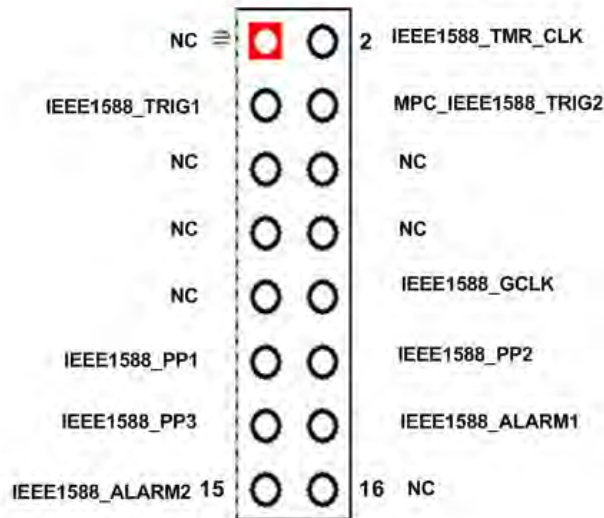 NC 2 IEEE1588_TMR_CLK
IEEE1588_TRIG1 MPC_IEEE1588_TRIG2
NC NC
NC NC
NC IEEE1588_GCLK
IEEE1588_PP1 IEEE1588_PP2
IEEE1588_PP3 IEEE1588_ALARM1
IEEE1588_ALARM2 15 16 NC